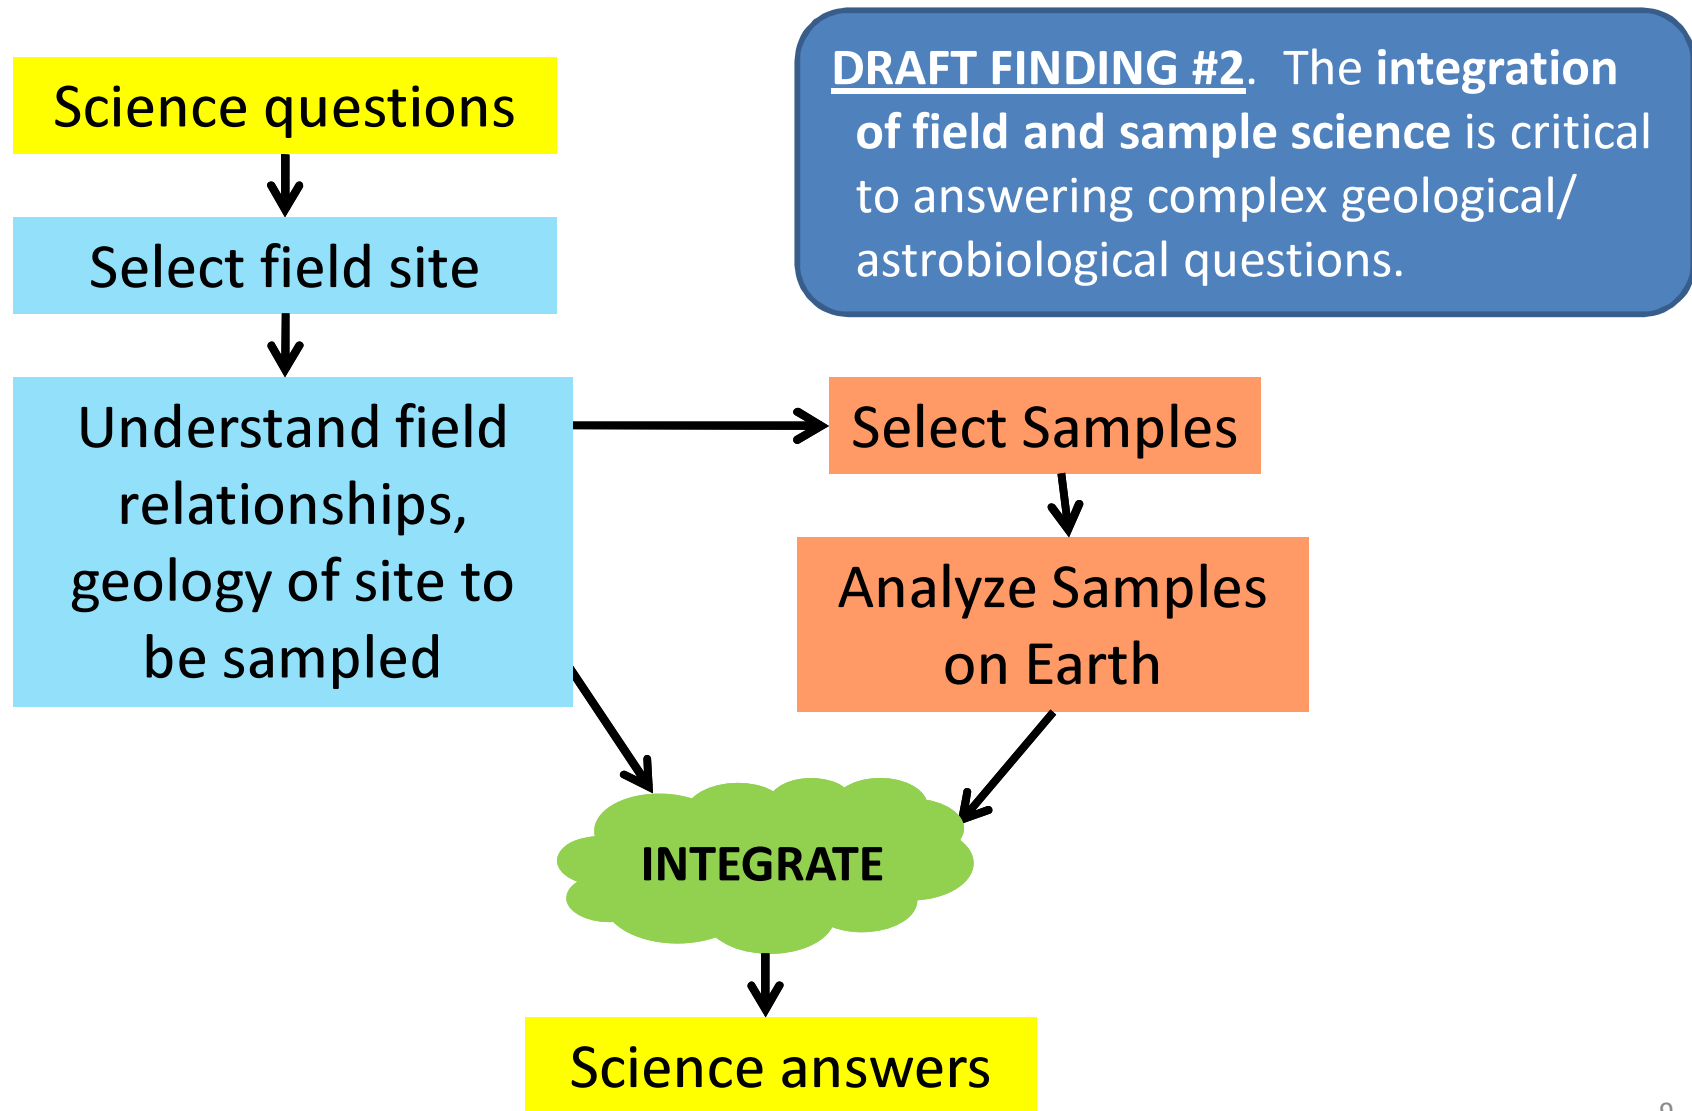 Science questions
DRAFT FINDING #2. The integration
of field and sample science is critical
to answering complex geological/
astrobiological questions.
Select field site
Understand field
relationships,
geology of site to
be sampled
Select Samples
Analyze Samples
on Earth
INTEGRATE
Science answers